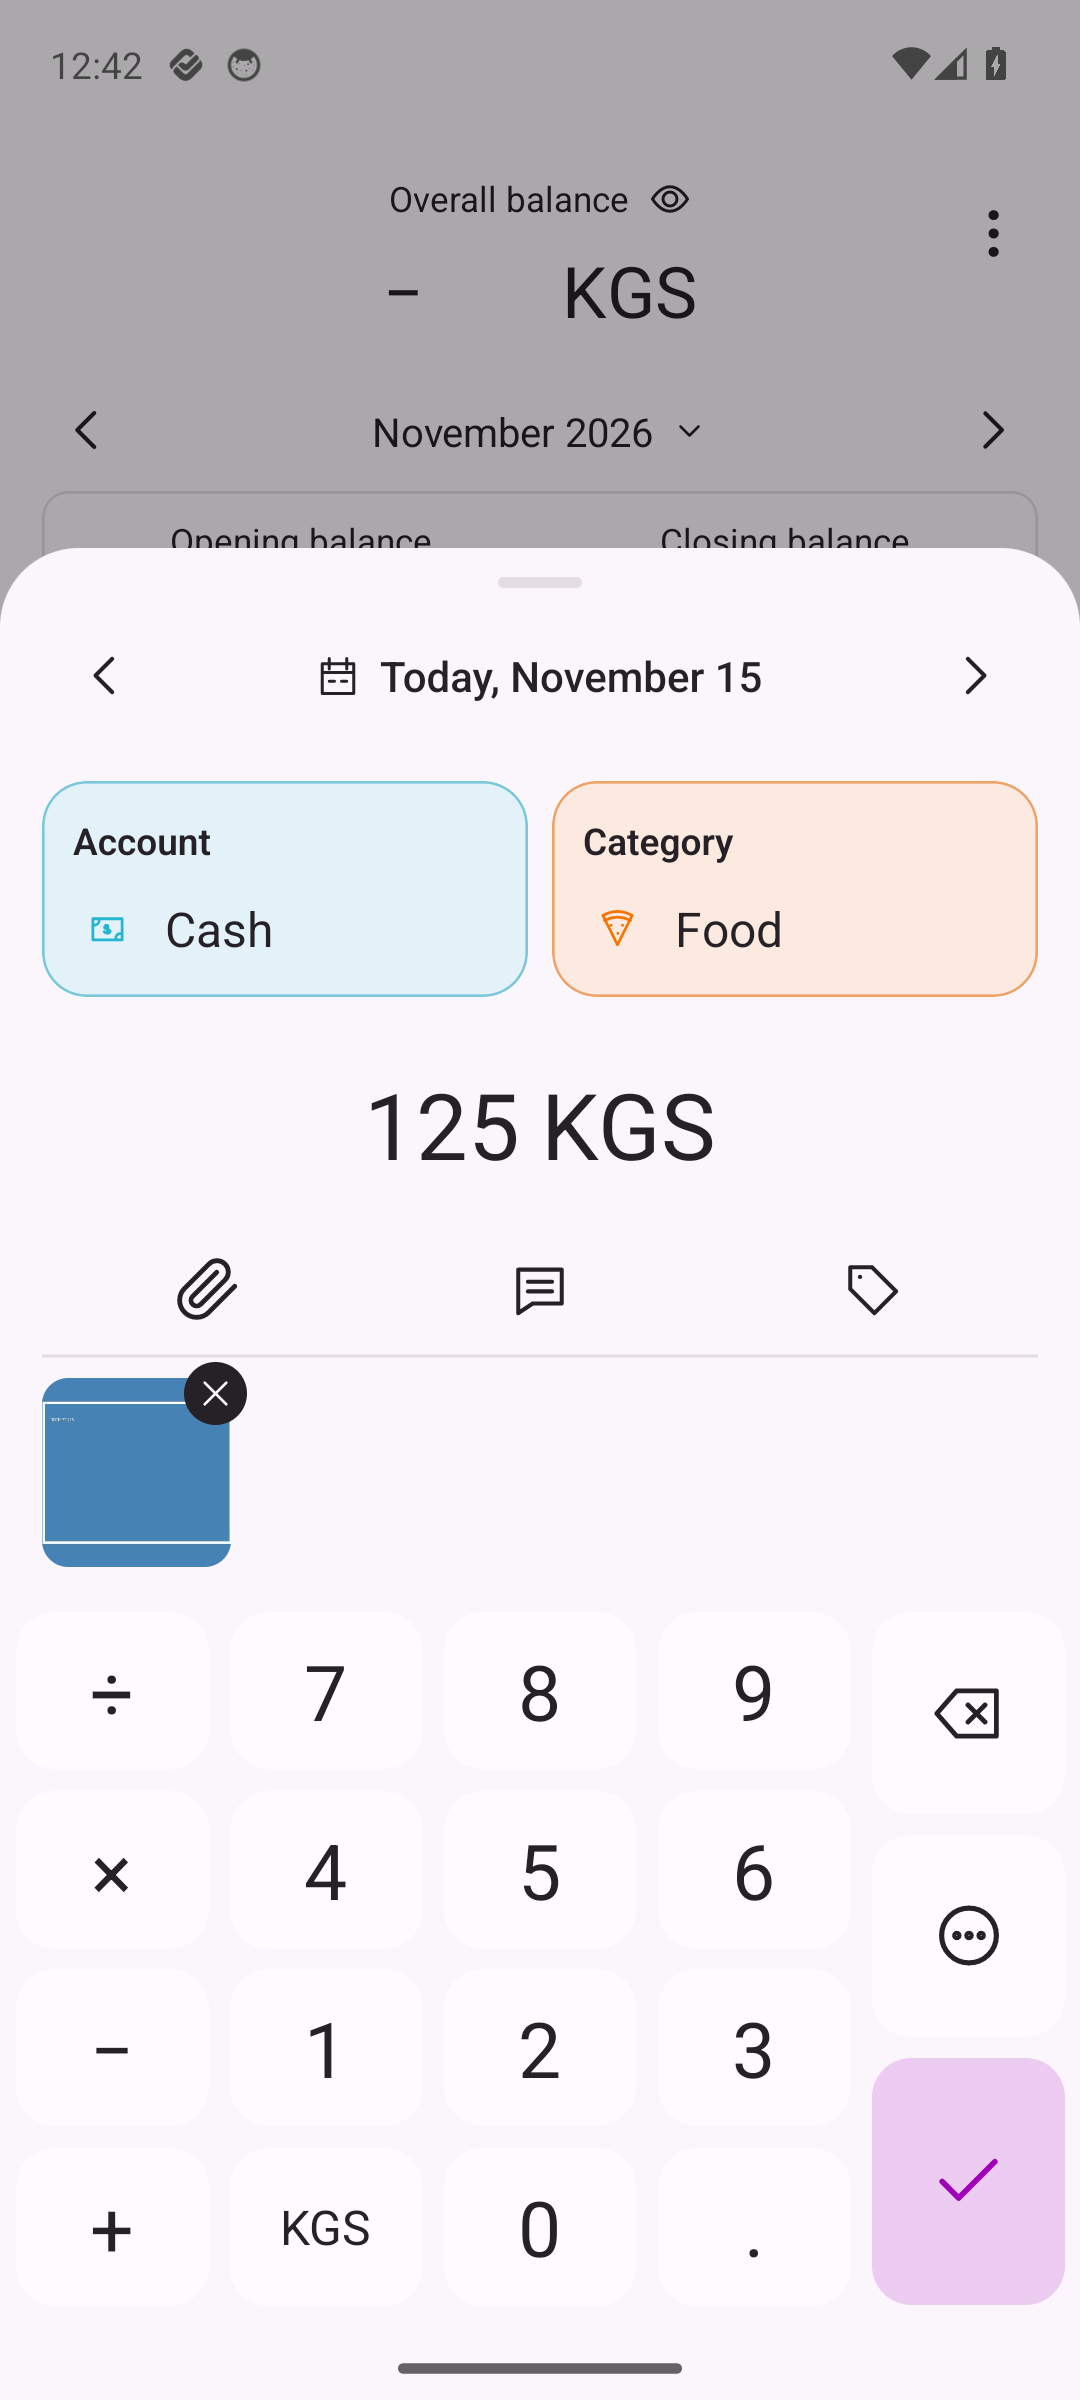 12:42
Overall balance
– KGS
November 2026
Opening balance
Closing balance
Today, November 15
Account
Cash
Category
Food
125 KGS
÷ 7 8 9
× 4 5 6
– 1 2 3
+ KGS 0 .